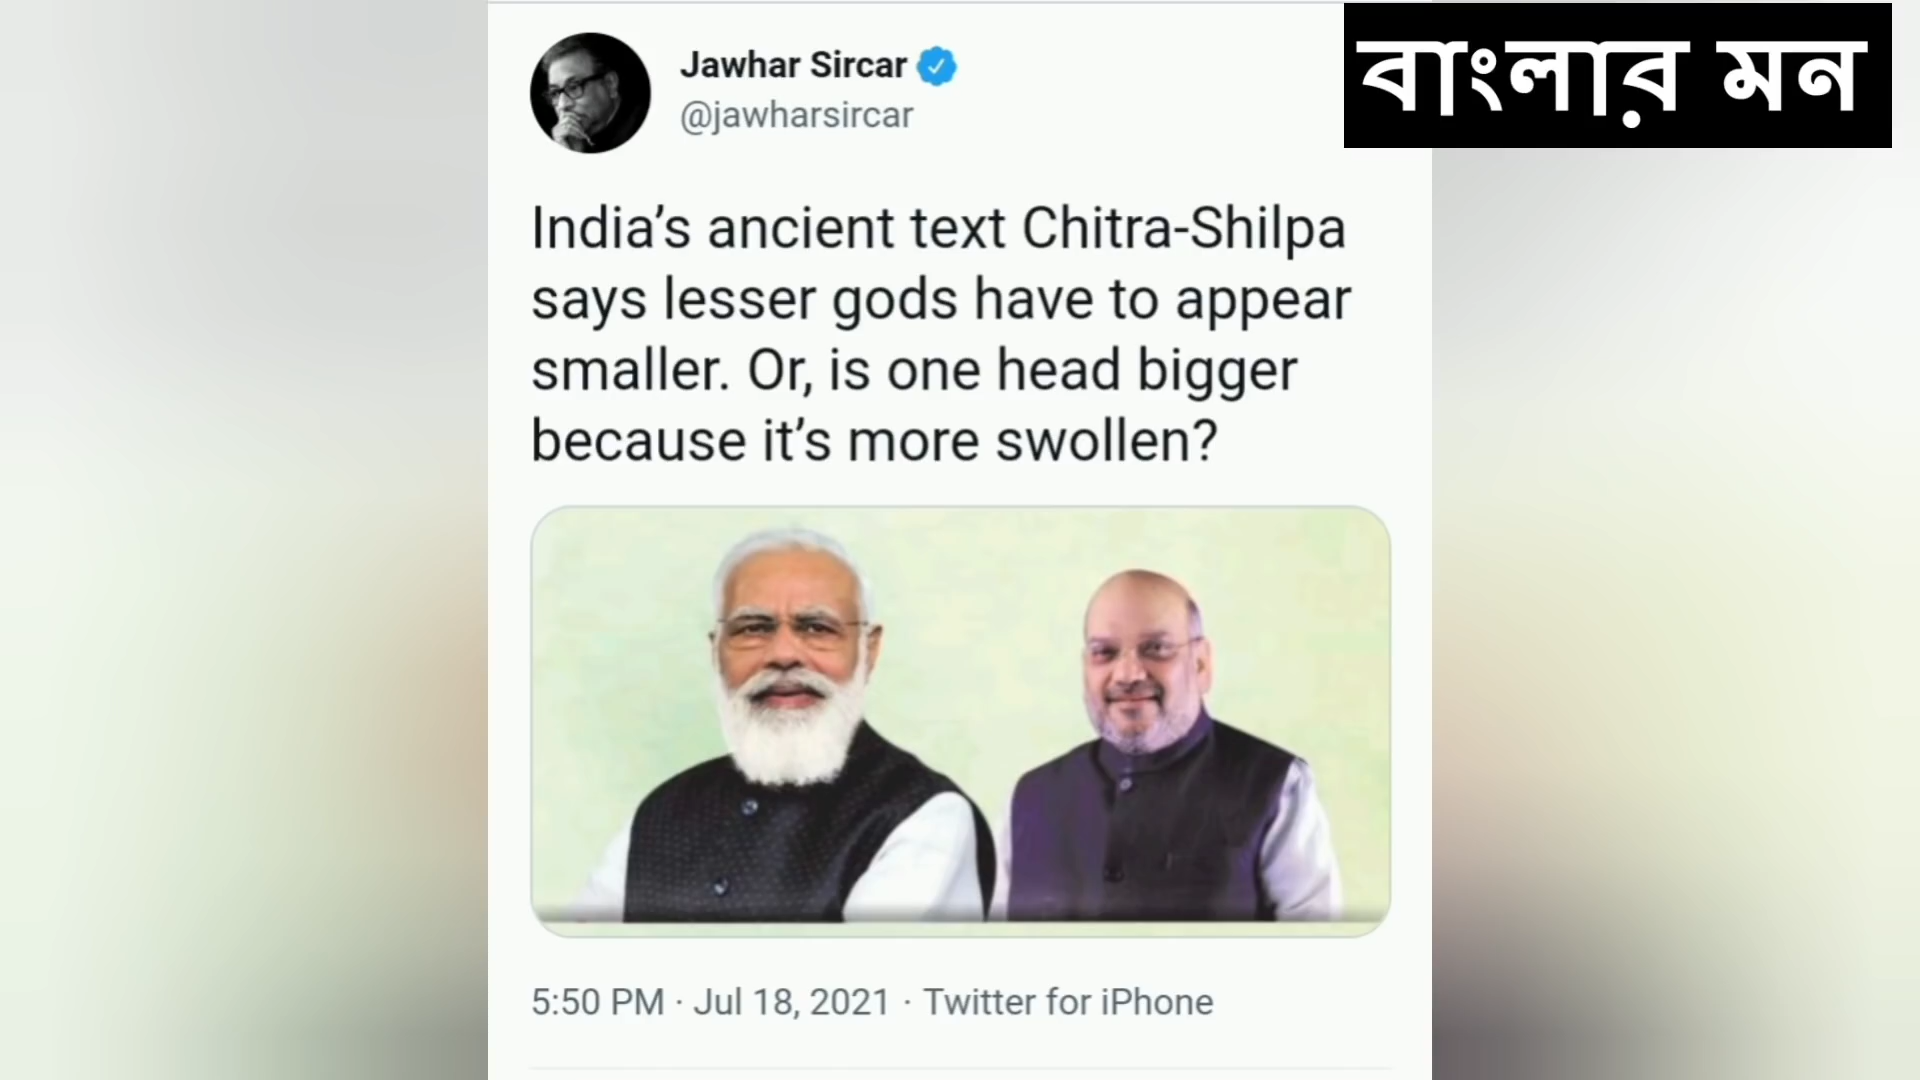 বাংলার মন
Jawhar Sircar
@jawharsircar
India’s ancient text Chitra-Shilpa
says lesser gods have to appear
smaller. Or, is one head bigger
because it’s more swollen?
5:50 PM · Jul 18, 2021 · Twitter for iPhone